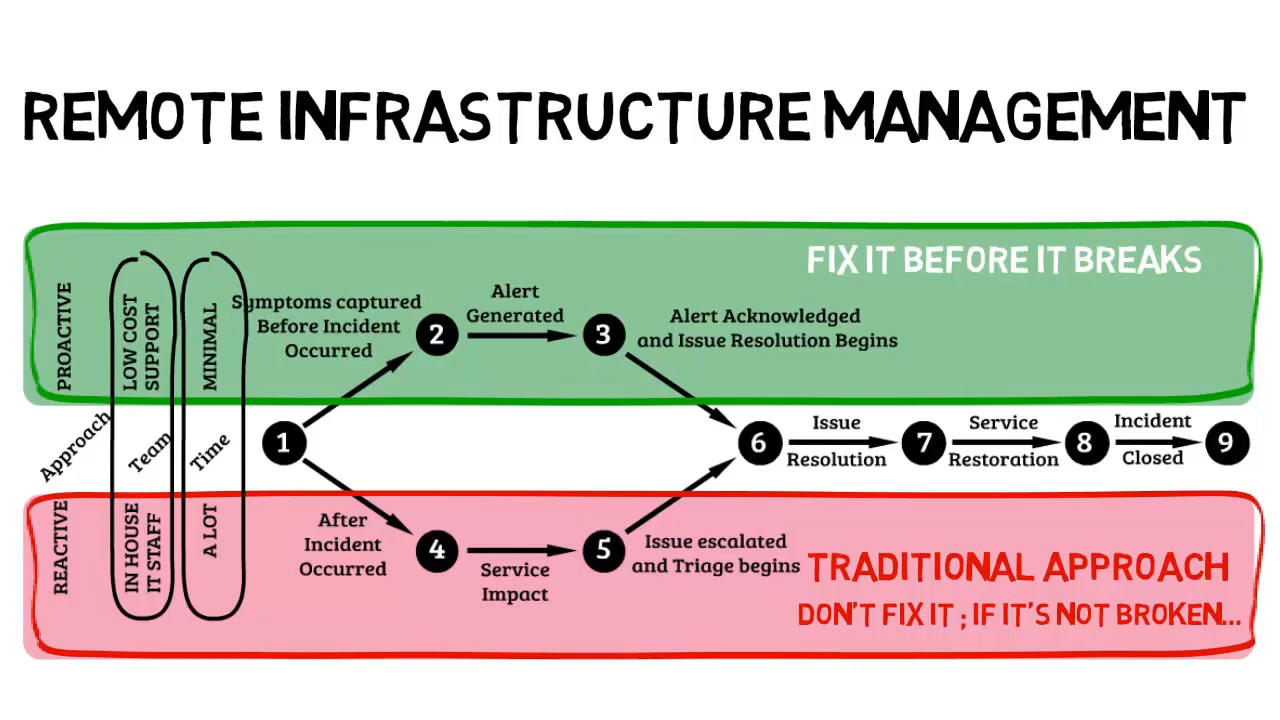 REMOTE INFRASTRUCTURE MANAGEMENT
FIX IT BEFORE IT BREAKS
PROACTIVE
LOW COST
SUPPORT
MINIMAL
Symptoms captured
Before Incident
Occurred
2
Alert
Generated
3
Alert Acknowledged
and Issue Resolution Begins
Approach
Team
Time
1
6
Issue
Resolution
7
Service
Restoration
8
Incident
Closed
9
REACTIVE
IN HOUSE
IT STAFF
A LOT
After
Incident
Occurred
4
Service
Impact
5
Issue escalated
and Triage begins
TRADITIONAL APPROACH
DON'T FIX IT ; IF IT'S NOT BROKEN...